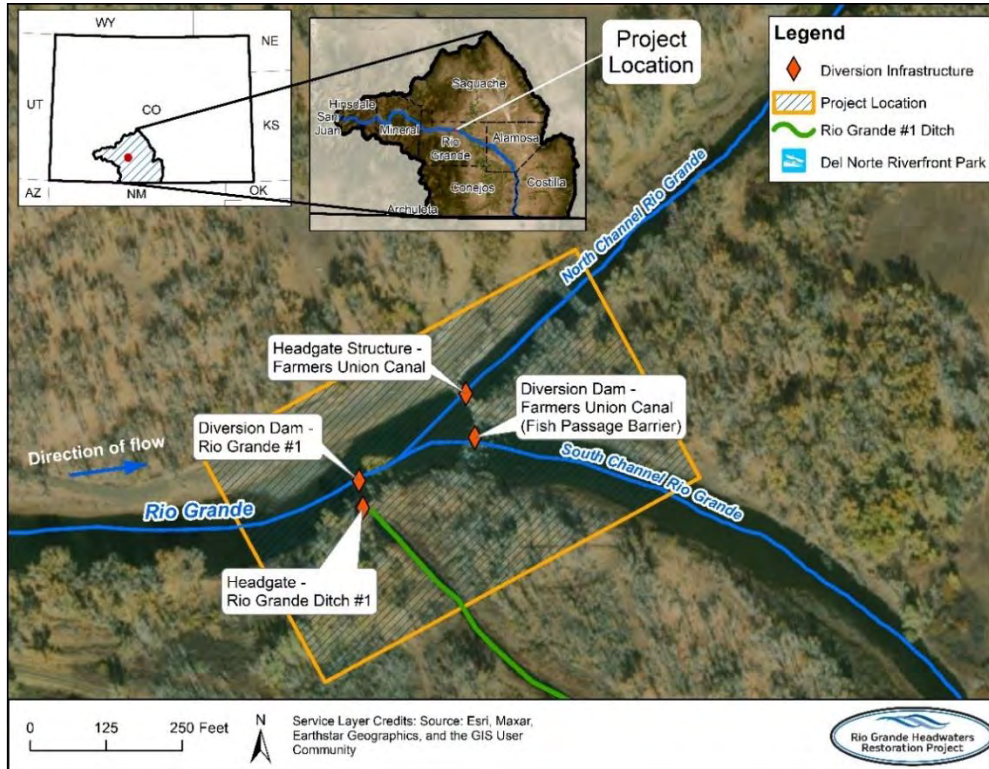 WY
NE
UT
CO
KS
AZ
NM
OK
Saguache
Hinsdale
San
Juan
Mineral
Rio
Grande
Alamosa
Conejos
Costilla
Archuleta
Project
Location
Legend
Diversion Infrastructure
Project Location
Rio Grande #1 Ditch
Del Norte Riverfront Park
North Channel Rio Grande
Headgate Structure -
Farmers Union Canal
Diversion Dam -
Farmers Union Canal
(Fish Passage Barrier)
Diversion Dam -
Rio Grande #1
Direction of flow
South Channel Rio Grande
Rio Grande
Headgate -
Rio Grande Ditch #1
0 125 250 Feet
N
Service Layer Credits: Source: Esri, Maxar,
Earthstar Geographics, and the GIS User
Community
Rio Grande Headwaters
Restoration Project